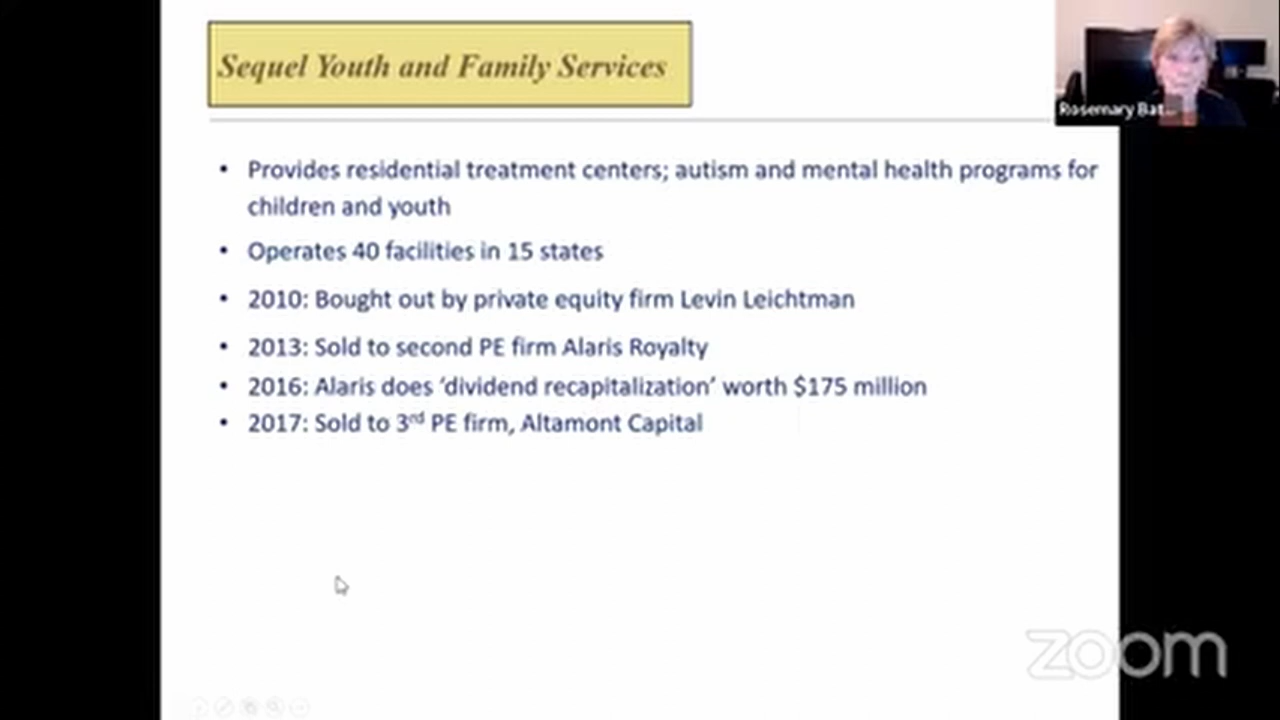 Sequel Youth and Family Services
Rosemary Bat...
• Provides residential treatment centers; autism and mental health programs for
children and youth
• Operates 40 facilities in 15 states
• 2010: Bought out by private equity firm Levin Leichtman
• 2013: Sold to second PE firm Alaris Royalty
• 2016: Alaris does ‘dividend recapitalization’ worth $175 million
• 2017: Sold to 3rd PE firm, Altamont Capital
zoom